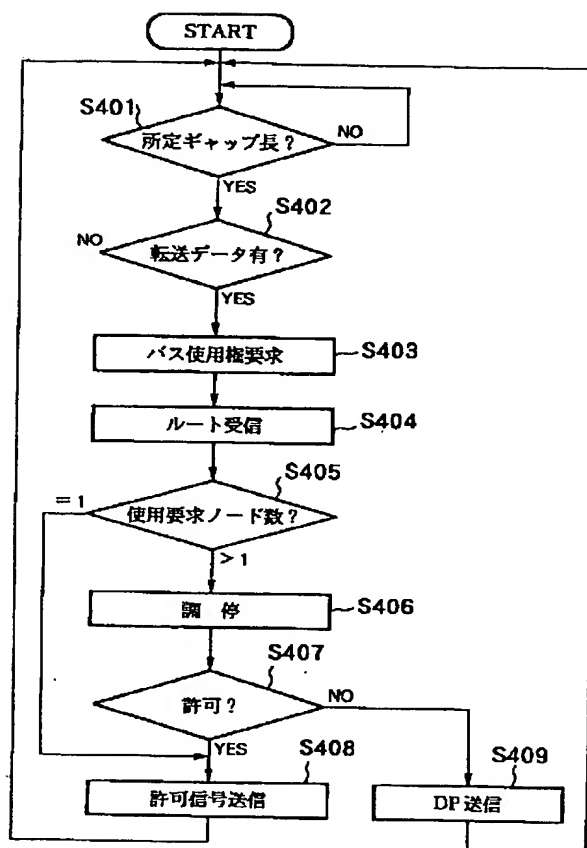 START
S401
所定ギャップ長?
NO
YES
S402
NO
転送データ有?
YES
バス使用権要求
S403
ルート受信
S404
S405
=1
使用要求ノード数?
>1
調 停
S406
S407
許可?
NO
YES
S408
S409
許可信号送信
DP送信